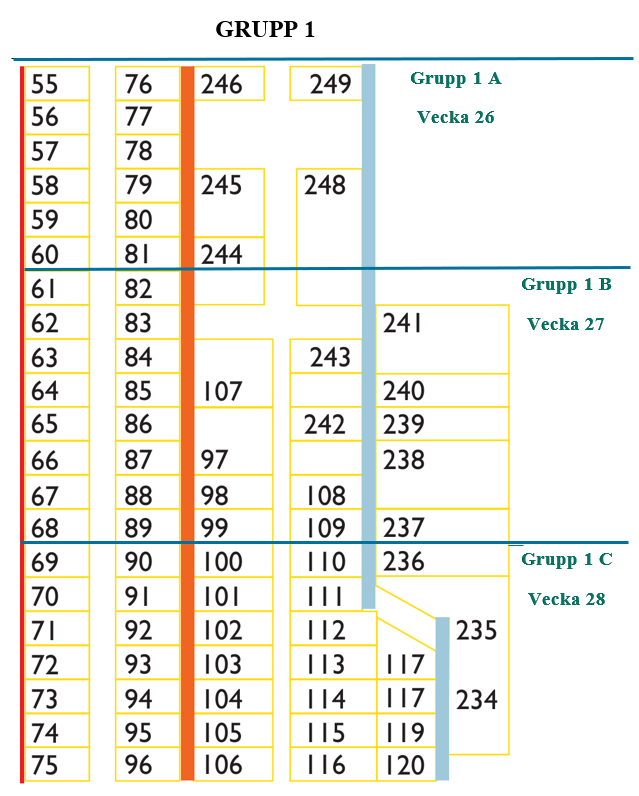 GRUPP 1
55 76 246 249 Grupp 1 A
56 77 Vecka 26
57 78
58 79 245 248
59 80
60 81 244
61 82 Grupp 1 B
62 83 241 Vecka 27
63 84 243
64 85 107 240
65 86 242 239
66 87 97 238
67 88 98 108
68 89 99 109 237
69 90 100 110 236 Grupp 1 C
70 91 101 111 Vecka 28
71 92 102 112 235
72 93 103 113 117
73 94 104 114 117 234
74 95 105 115 119
75 96 106 116 120